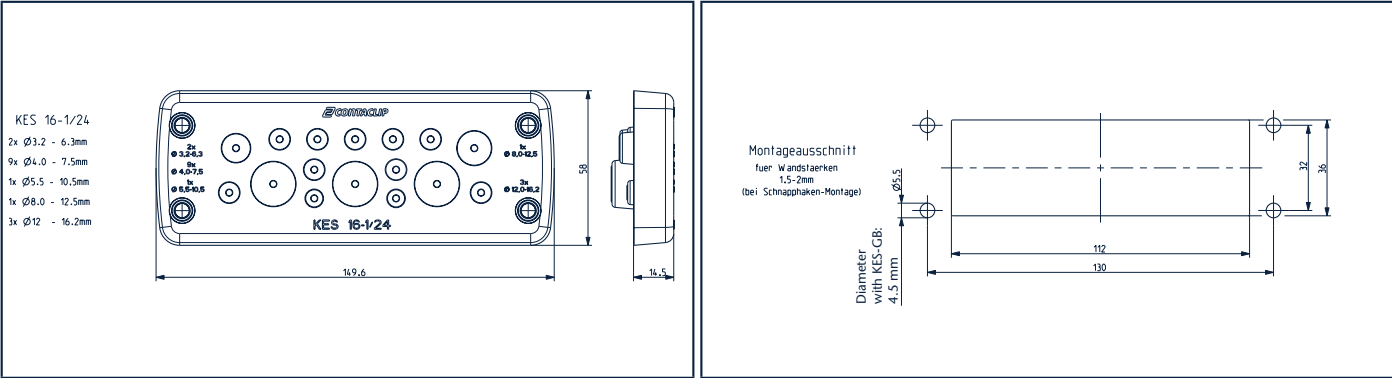 KES 16-1/24
2x Ø3.2 - 6.3mm
9x Ø4.0 - 7.5mm
1x Ø5.5 - 10.5mm
1x Ø8.0 - 12.5mm
3x Ø12 - 16.2mm
CONTACLIP
2x
Ø 3,2-6,3
9x
Ø 4,0-7,5
1x
Ø 5,5-10,5
1x
Ø 8,0-12,5
3x
Ø 12,0-16,2
KES 16-1/24
58
149.6
14.5
Montageausschnitt
fuer Wandstaerken
1.5-2mm
(bei Schnapphaken-Montage)
Ø5.5
32
36
112
130
Diameter
with KES-GB:
4.5 mm